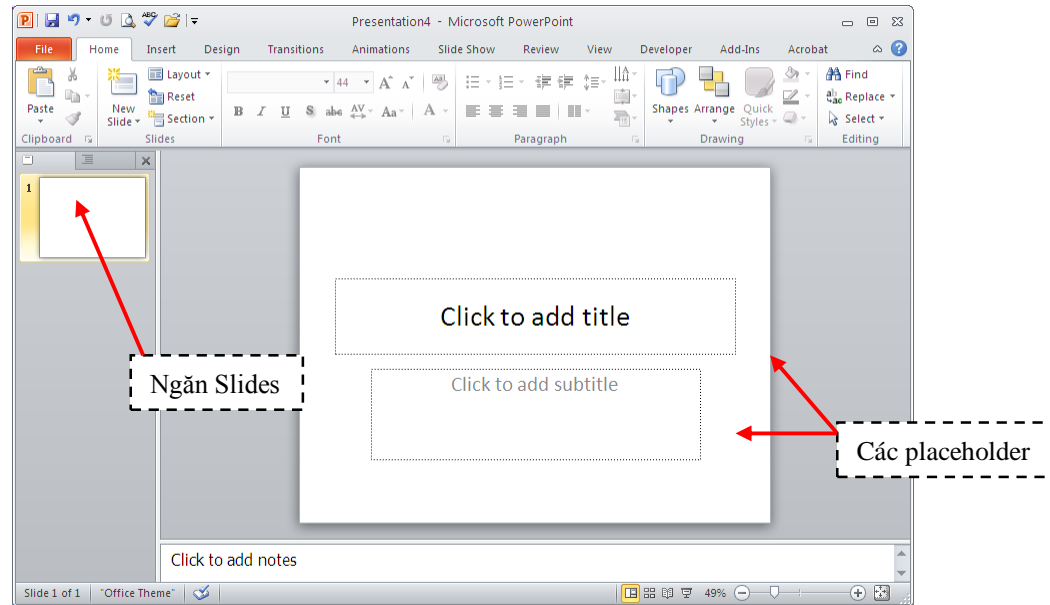 Presentation4 - Microsoft PowerPoint
File Home Insert Design Transitions Animations Slide Show Review View Developer Add-Ins Acrobat
Paste
New Slide
Layout
Reset
Section
44
B I U S abc AV Aa A
Shapes Arrange Quick Styles
Find
Replace
Select
Clipboard Slides Font Paragraph Drawing Editing
1
Click to add title
Click to add subtitle
Ngăn Slides
Các placeholder
Click to add notes
Slide 1 of 1 "Office Theme" 49%